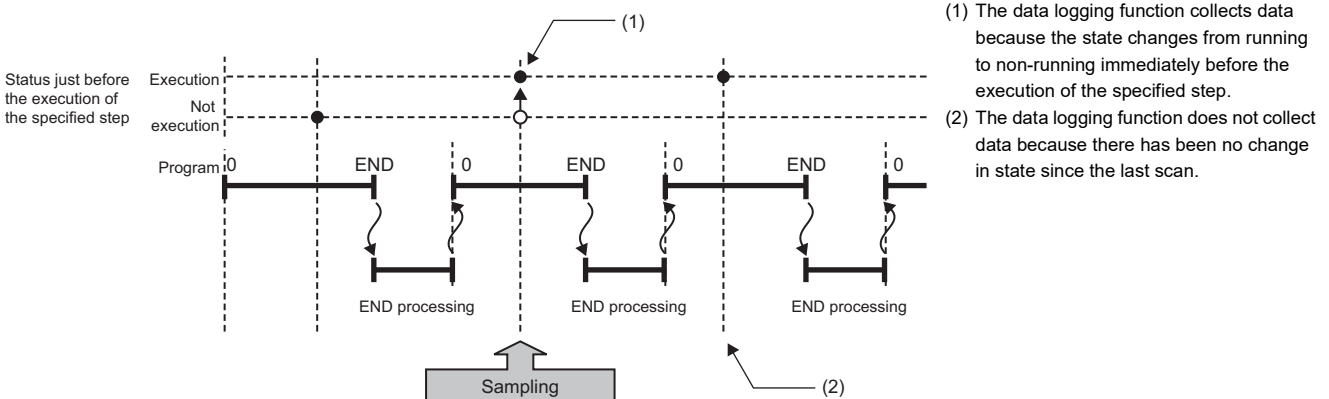 (1)
Status just before
the execution of
the specified step
Execution
Not
execution
Program
0
END
0
END
0
END
0
END processing
END processing
END processing
Sampling
(2)
(1) The data logging function collects data
because the state changes from running
to non-running immediately before the
execution of the specified step.
(2) The data logging function does not collect
data because there has been no change
in state since the last scan.